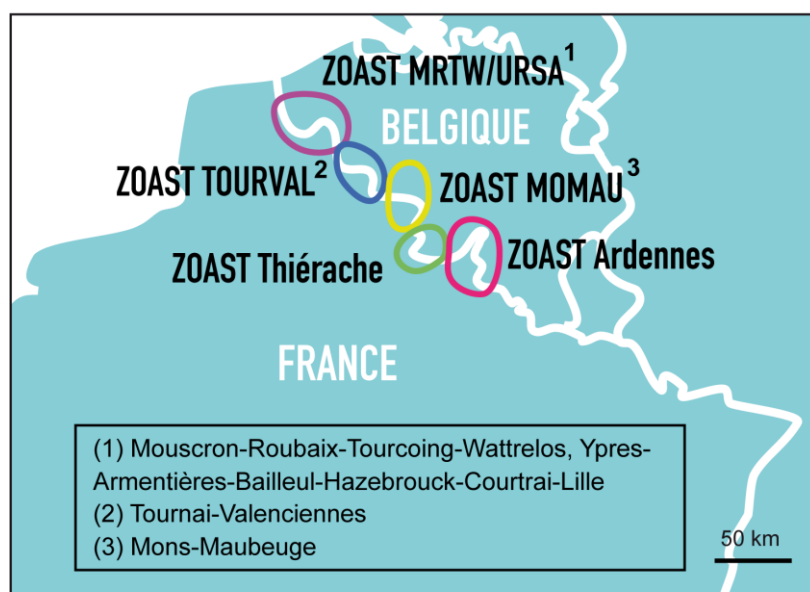 ZOAST MRTW/URSA¹
BELGIQUE
ZOAST TOURVAL²
ZOAST MOMAU³
ZOAST Thiérache
ZOAST Ardennes
FRANCE
(1) Mouscron-Roubaix-Tourcoing-Wattrelos, Ypres-
Armentières-Bailleul-Hazebrouck-Courtrai-Lille
(2) Tournai-Valenciennes
(3) Mons-Maubeuge
50 km